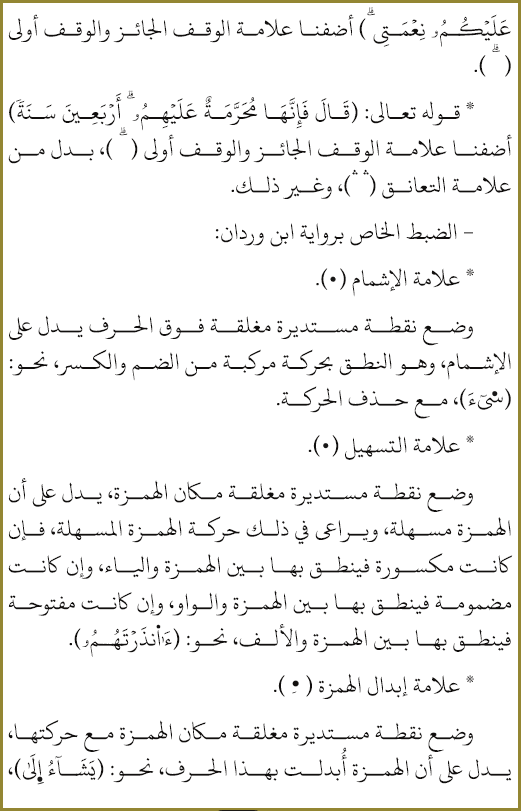 عَلَيۡكُمُۥ نِعۡمَتِيۖ) أضفنا علامة الوقف الجائز والوقف أولى
(ۗ).
* قوله تعالى: (قَالَ فَإِنَّهَا مُحَرَّمَةٌ عَلَيۡهِمُۥۗ أَرۡبَعِينَ سَنَةٗ)
أضفنا علامة الوقف الجائز والوقف أولى (ۗ)، بدل من
علامة التعانق (ۛ ۛ)، وغير ذلك.
– الضبط الخاص برواية ابن وردان:
* علامة الإشمام (•).
وضع نقطة مستديرة مغلقة فوق الحرف يدل على
الإشمام، وهو النطق بحركة مركبة من الضم والكسر، نحو:
(سيٓءَ)، مع حذف الحركة.
* علامة التسهيل (•).
وضع نقطة مستديرة مغلقة مكان الهمزة، يدل على أن
الهمزة مسهلة، ويراعى في ذلك حركة الهمزة المسهلة، فإن
كانت مكسورة فينطق بها بين الهمزة والياء، وإن كانت
مضمومة فينطق بها بين الهمزة والواو، وإن كانت مفتوحة
فينطق بها بين الهمزة والألف، نحو: (ءَا۬نذَرۡتَهُمُۥ).
* علامة إبدال الهمزة (•ِ).
وضع نقطة مستديرة مغلقة مكان الهمزة مع حركتها،
يدل على أن الهمزة أُبدلت بهذا الحرف، نحو: (يَشَآءُ اِ۪لَىٰ)،